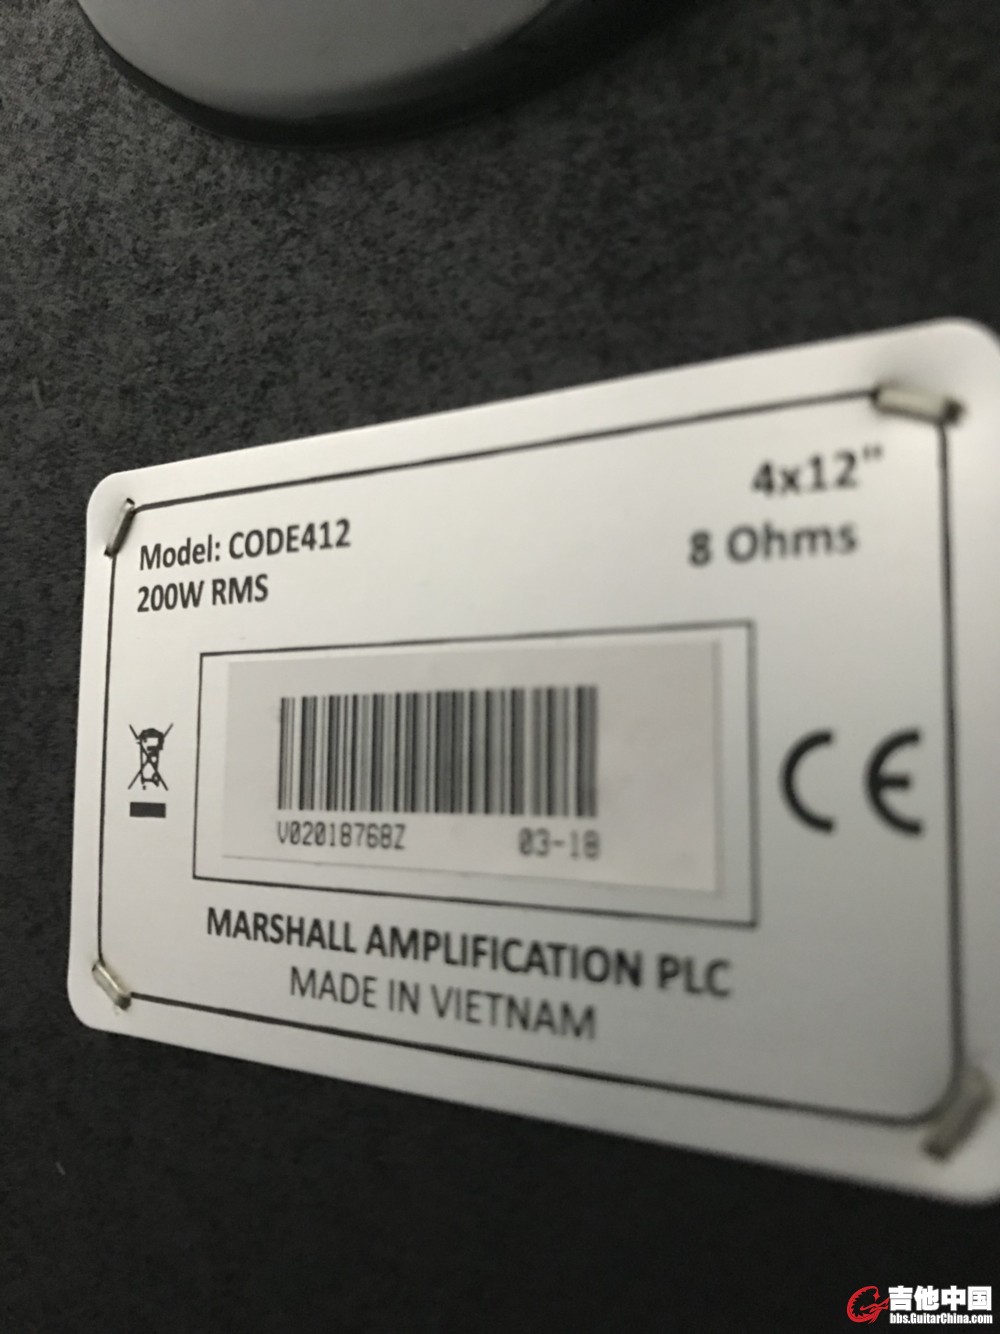 Model: CODE412
200W RMS
4x12"
8 Ohms
V02018768Z
03-18
CE
MARSHALL AMPLIFICATION PLC
MADE IN VIETNAM
吉他中国
bbs.GuitarChina.com